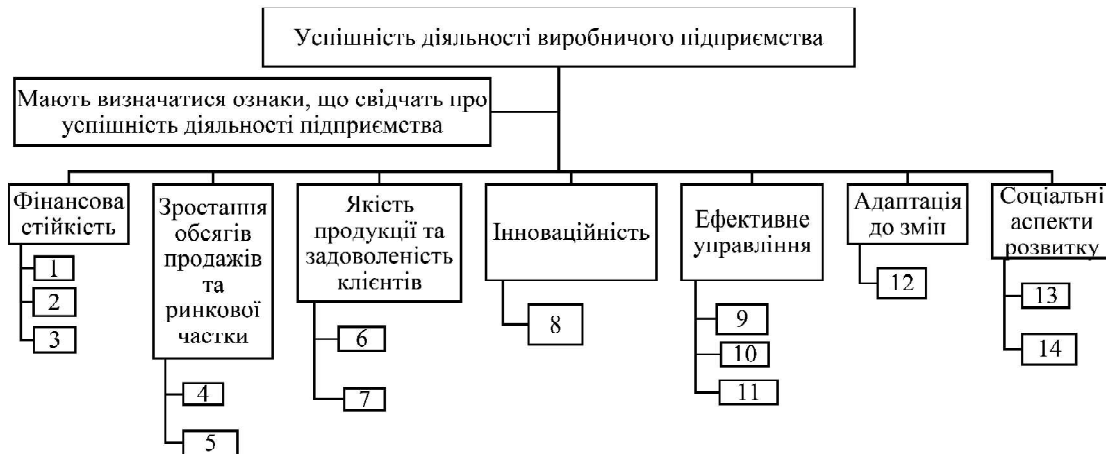 Успішність діяльності виробничого підприємства
Мають визначатися ознаки, що свідчать про
успішність діяльності підприємства
Фінансова
стійкість
1
2
3
Зростання
обсягів
продажів
та
ринкової
частки
4
5
Якість
продукції та
задоволеність
клієнтів
6
7
Інноваційність
8
Ефективне
управління
9
10
11
Адаптація
до змін
12
Соціальні
аспекти
розвитку
13
14